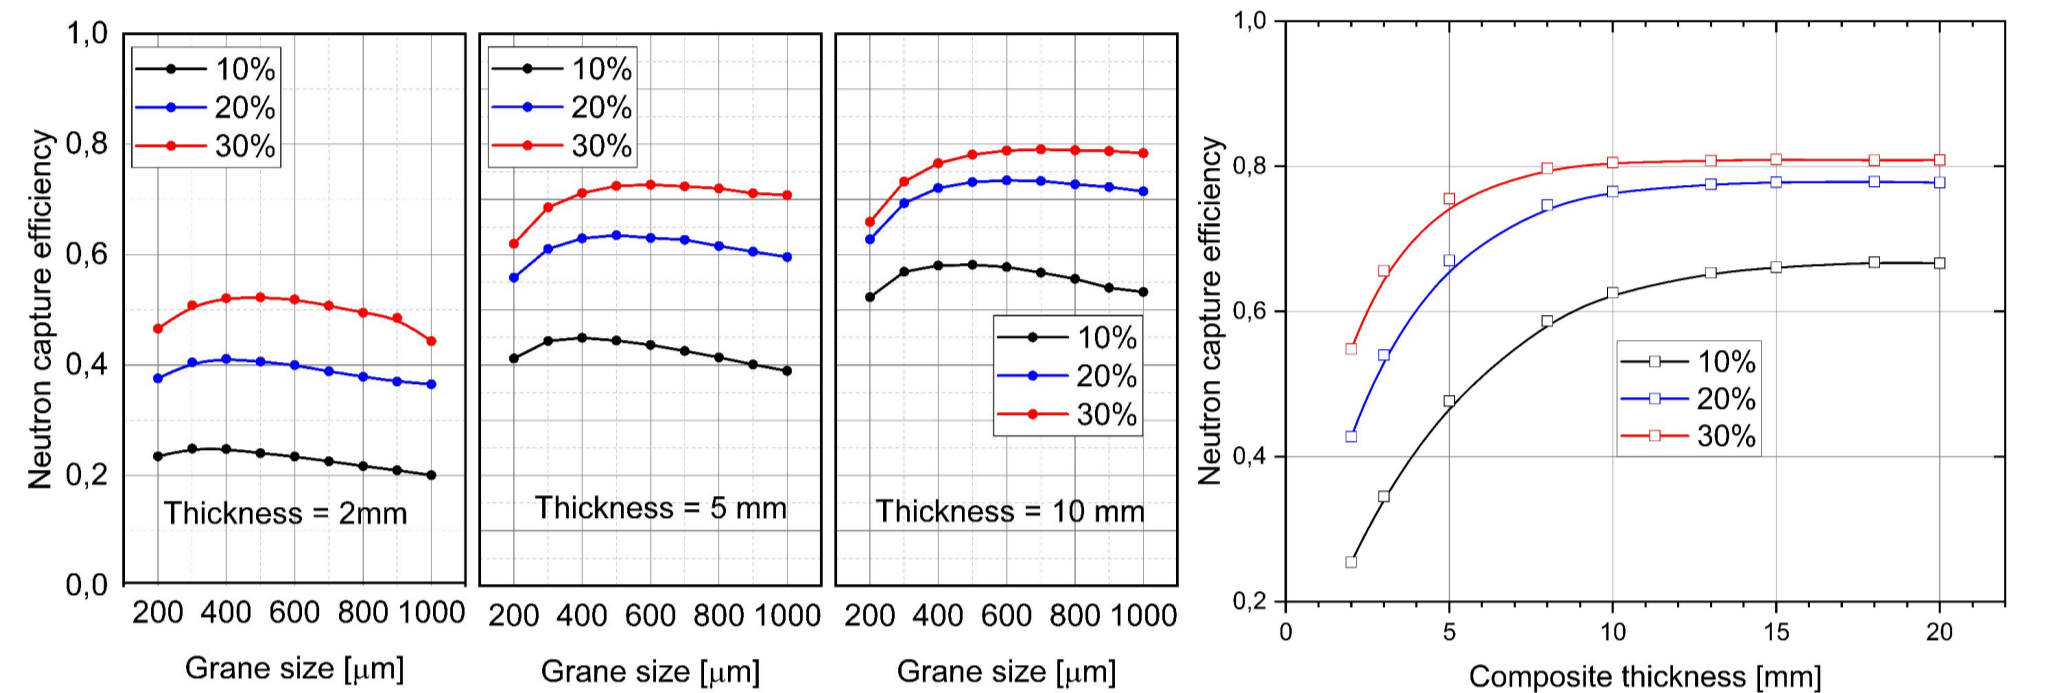 Neutron capture efficiency
1,0
0,8
0,6
0,4
0,2
0,0
10%
20%
30%
Thickness = 2mm
200 400 600 800 1000
Grane size [μm]
10%
20%
30%
Thickness = 5 mm
200 400 600 800 1000
Grane size [μm]
10%
20%
30%
Thickness = 10 mm
200 400 600 800 1000
Grane size [μm]
Neutron capture efficiency
1,0
0,8
0,6
0,4
0,2
10%
20%
30%
0 5 10 15 20
Composite thickness [mm]